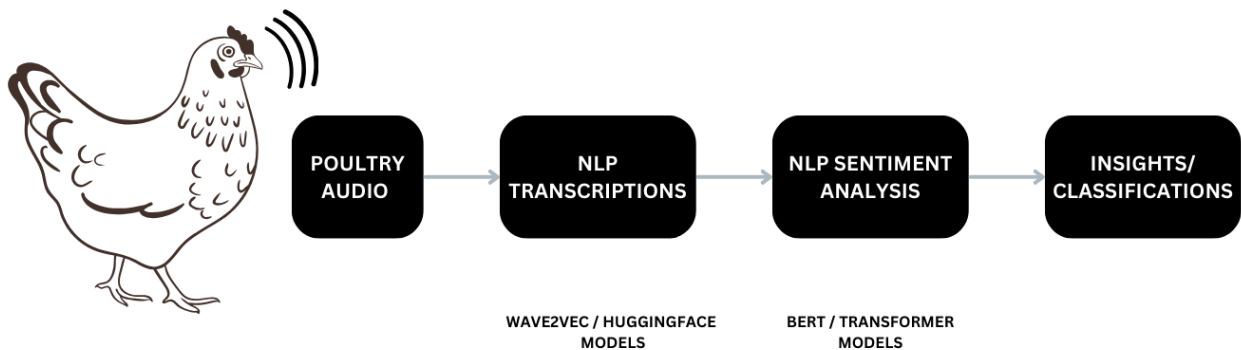 POULTRY
AUDIO
NLP
TRANSCRIPTIONS
NLP SENTIMENT
ANALYSIS
INSIGHTS/
CLASSIFICATIONS
WAVE2VEC / HUGGINGFACE
MODELS
BERT / TRANSFORMER
MODELS